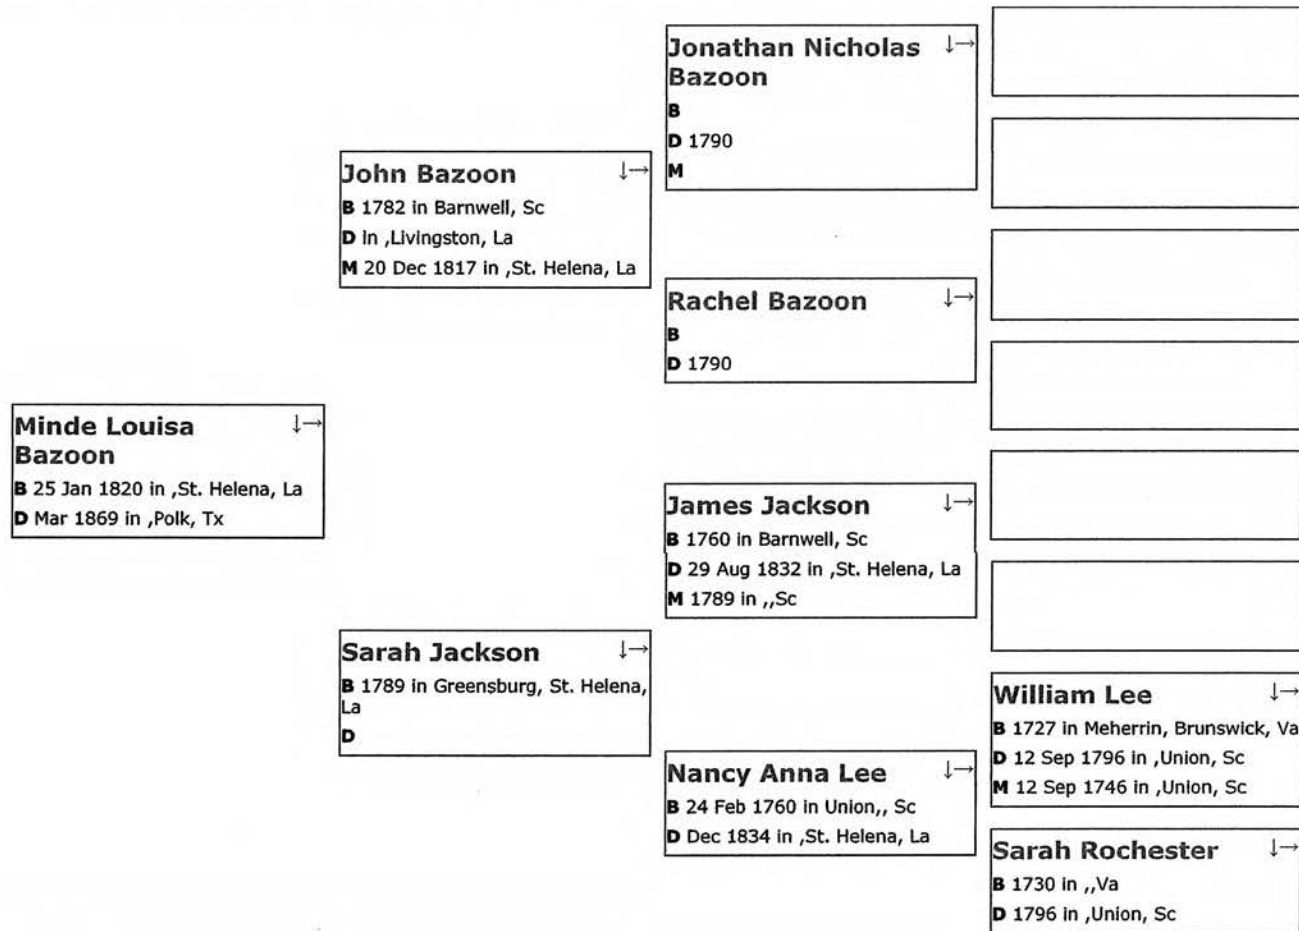 Minde Louisa ↓→
Bazoon
B 25 Jan 1820 in ,St. Helena, La
D Mar 1869 in ,Polk, Tx
John Bazoon ↓→
B 1782 in Barnwell, Sc
D in ,Livingston, La
M 20 Dec 1817 in ,St. Helena, La
Sarah Jackson ↓→
B 1789 in Greensburg, St. Helena,
La
D
Jonathan Nicholas ↓→
Bazoon
B
D 1790
M
Rachel Bazoon ↓→
B
D 1790
James Jackson ↓→
B 1760 in Barnwell, Sc
D 29 Aug 1832 in ,St. Helena, La
M 1789 in ,,Sc
Nancy Anna Lee ↓→
B 24 Feb 1760 in Union,, Sc
D Dec 1834 in ,St. Helena, La
William Lee ↓→
B 1727 in Meherrin, Brunswick, Va
D 12 Sep 1796 in ,Union, Sc
M 12 Sep 1746 in ,Union, Sc
Sarah Rochester ↓→
B 1730 in ,,Va
D 1796 in ,Union, Sc